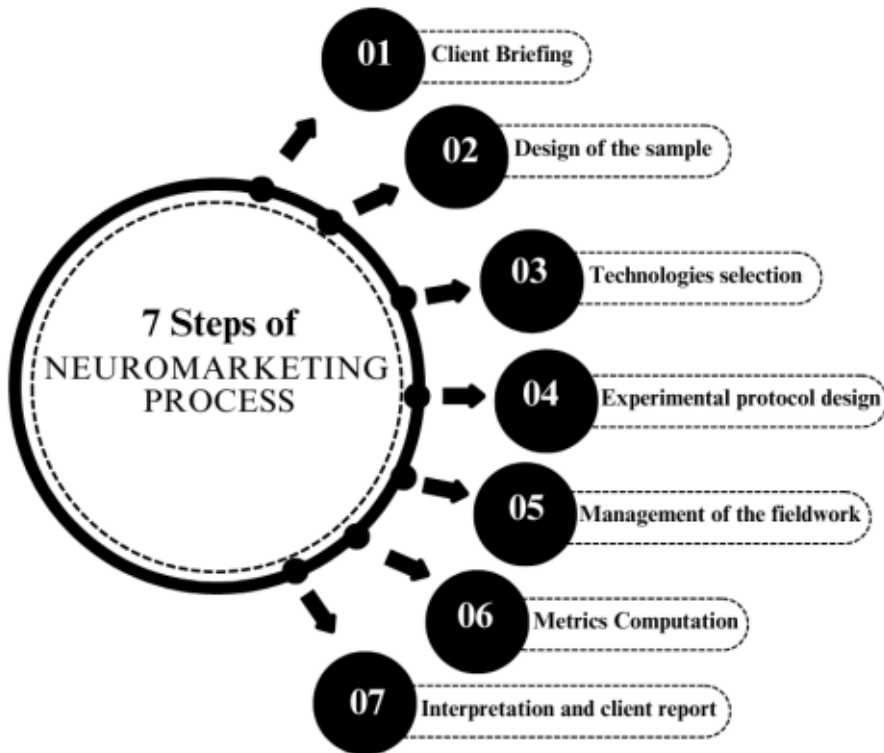 7 Steps of
NEUROMARKETING
PROCESS
01
Client Briefing
02
Design of the sample
03
Technologies selection
04
Experimental protocol design
05
Management of the fieldwork
06
Metrics Computation
07
Interpretation and client report